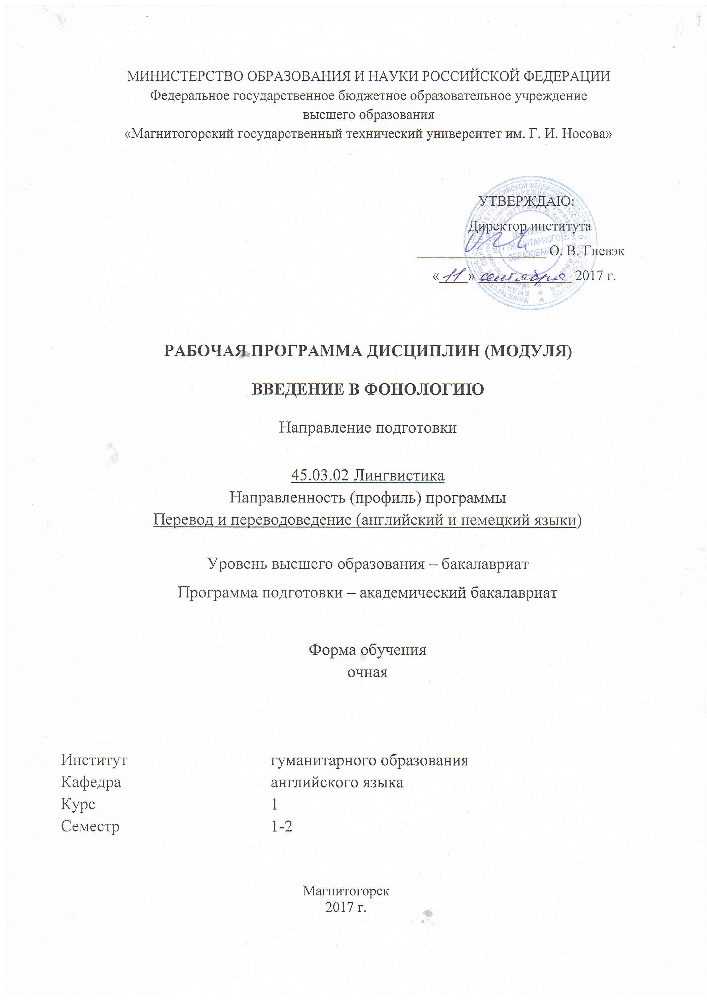 МИНИСТЕРСТВО ОБРАЗОВАНИЯ И НАУКИ РОССИЙСКОЙ ФЕДЕРАЦИИ
Федеральное государственное бюджетное образовательное учреждение
высшего образования
«Магнитогорский государственный технический университет им. Г. И. Носова»
УТВЕРЖДАЮ:
Директор института
О. В. Гневэк
«11» сентября 2017 г.
ИНСТИТУТ
ГУМАНИТАРНОГО
ОБРАЗОВАНИЯ
РАБОЧАЯ ПРОГРАММА ДИСЦИПЛИН (МОДУЛЯ)
ВВЕДЕНИЕ В ФОНОЛОГИЮ
Направление подготовки
45.03.02 Лингвистика
Направленность (профиль) программы
Перевод и переводоведение (английский и немецкий языки)
Уровень высшего образования – бакалавриат
Программа подготовки – академический бакалавриат
Форма обучения
очная
Институт гуманитарного образования
Кафедра английского языка
Курс 1
Семестр 1-2
Магнитогорск
2017 г.